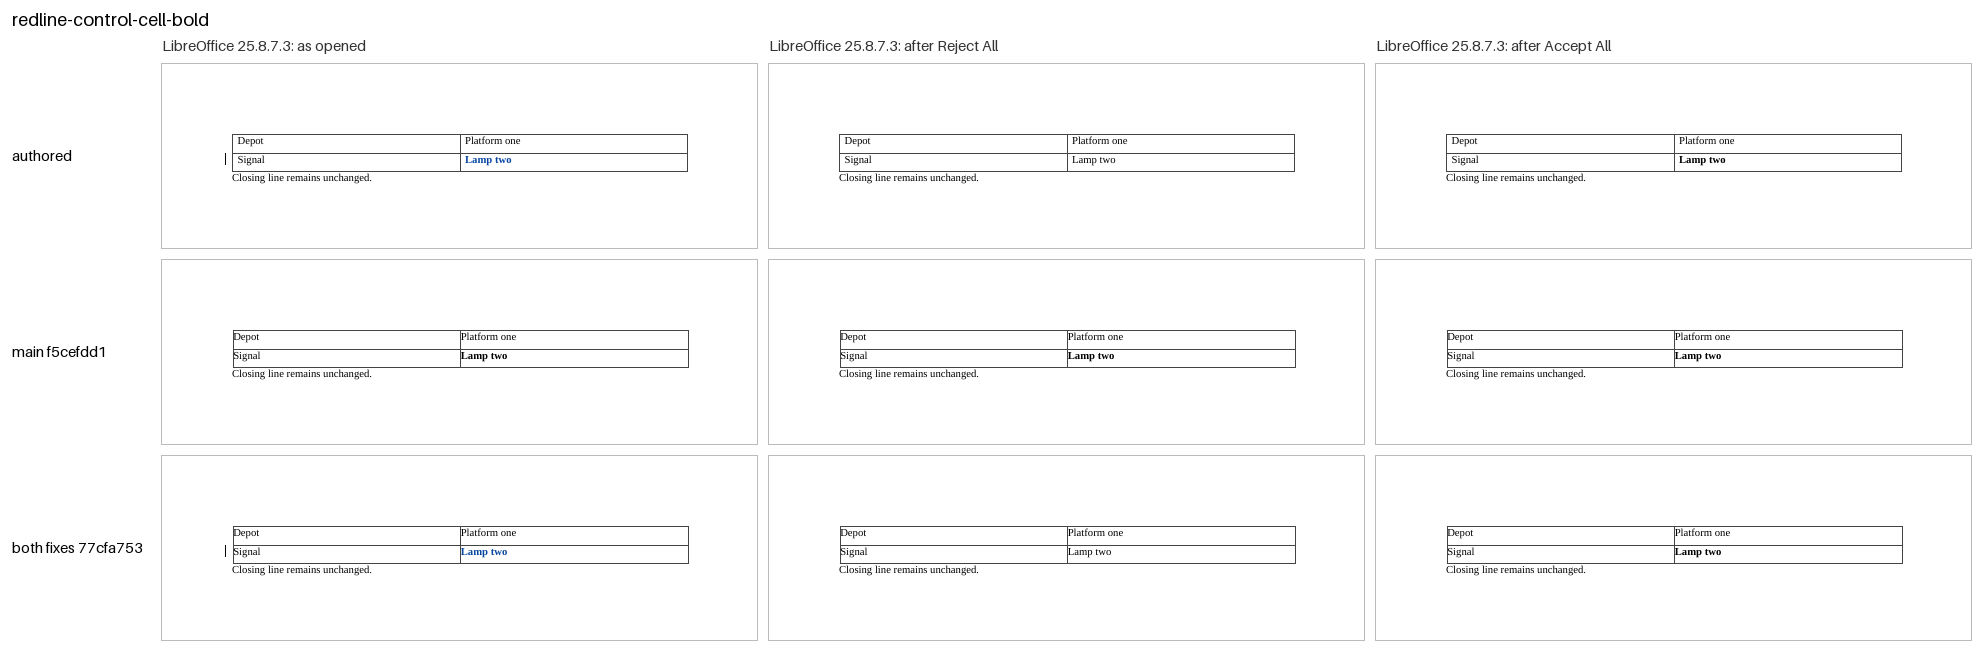 redline-control-cell-bold
LibreOffice 25.8.7.3: as opened
LibreOffice 25.8.7.3: after Reject All
LibreOffice 25.8.7.3: after Accept All
authored
Depot Platform one
Signal Lamp two
Closing line remains unchanged.
Depot Platform one
Signal Lamp two
Closing line remains unchanged.
Depot Platform one
Signal Lamp two
Closing line remains unchanged.
main f5cefdd1
Depot Platform one
Signal Lamp two
Closing line remains unchanged.
Depot Platform one
Signal Lamp two
Closing line remains unchanged.
Depot Platform one
Signal Lamp two
Closing line remains unchanged.
both fixes 77cfa753
Depot Platform one
Signal Lamp two
Closing line remains unchanged.
Depot Platform one
Signal Lamp two
Closing line remains unchanged.
Depot Platform one
Signal Lamp two
Closing line remains unchanged.